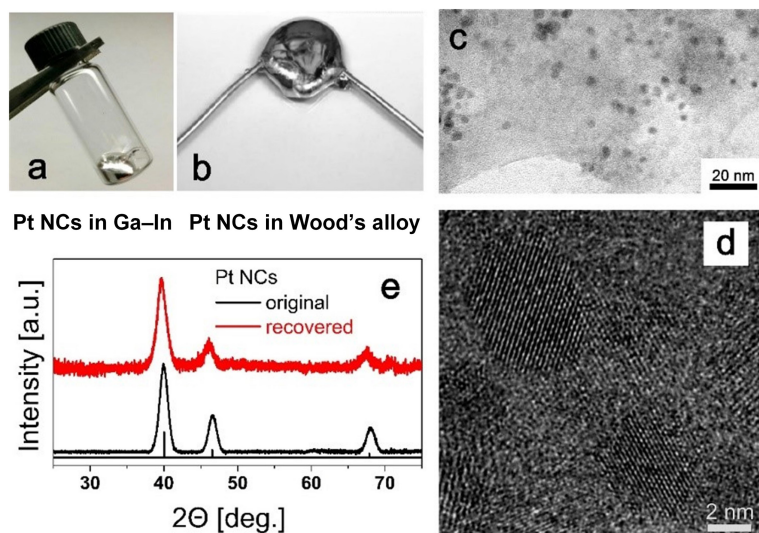 a
b
c
20 nm
Pt NCs in Ga–In Pt NCs in Wood's alloy
d
2 nm
e
Pt NCs
original
recovered
Intensity [a.u.]
30 40 50 60 70
2Θ [deg.]